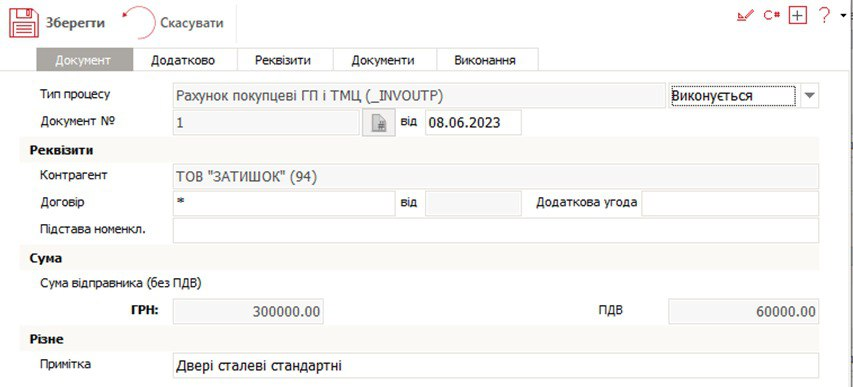 Зберегти Скасувати C# ?
Документ Додатково Реквізити Документи Виконання
Тип процесу Рахунок покупцеві ГП і ТМЦ (_INVOUTP) Виконується
Документ № 1 # від 08.06.2023
Реквізити
Контрагент ТОВ "ЗАТИШОК" (94)
Договір * від Додаткова угода
Підстава номенкл.
Сума
Сума відправника (без ПДВ)
ГРН: 300000.00 ПДВ 60000.00
Різне
Примітка Двері сталеві стандартні